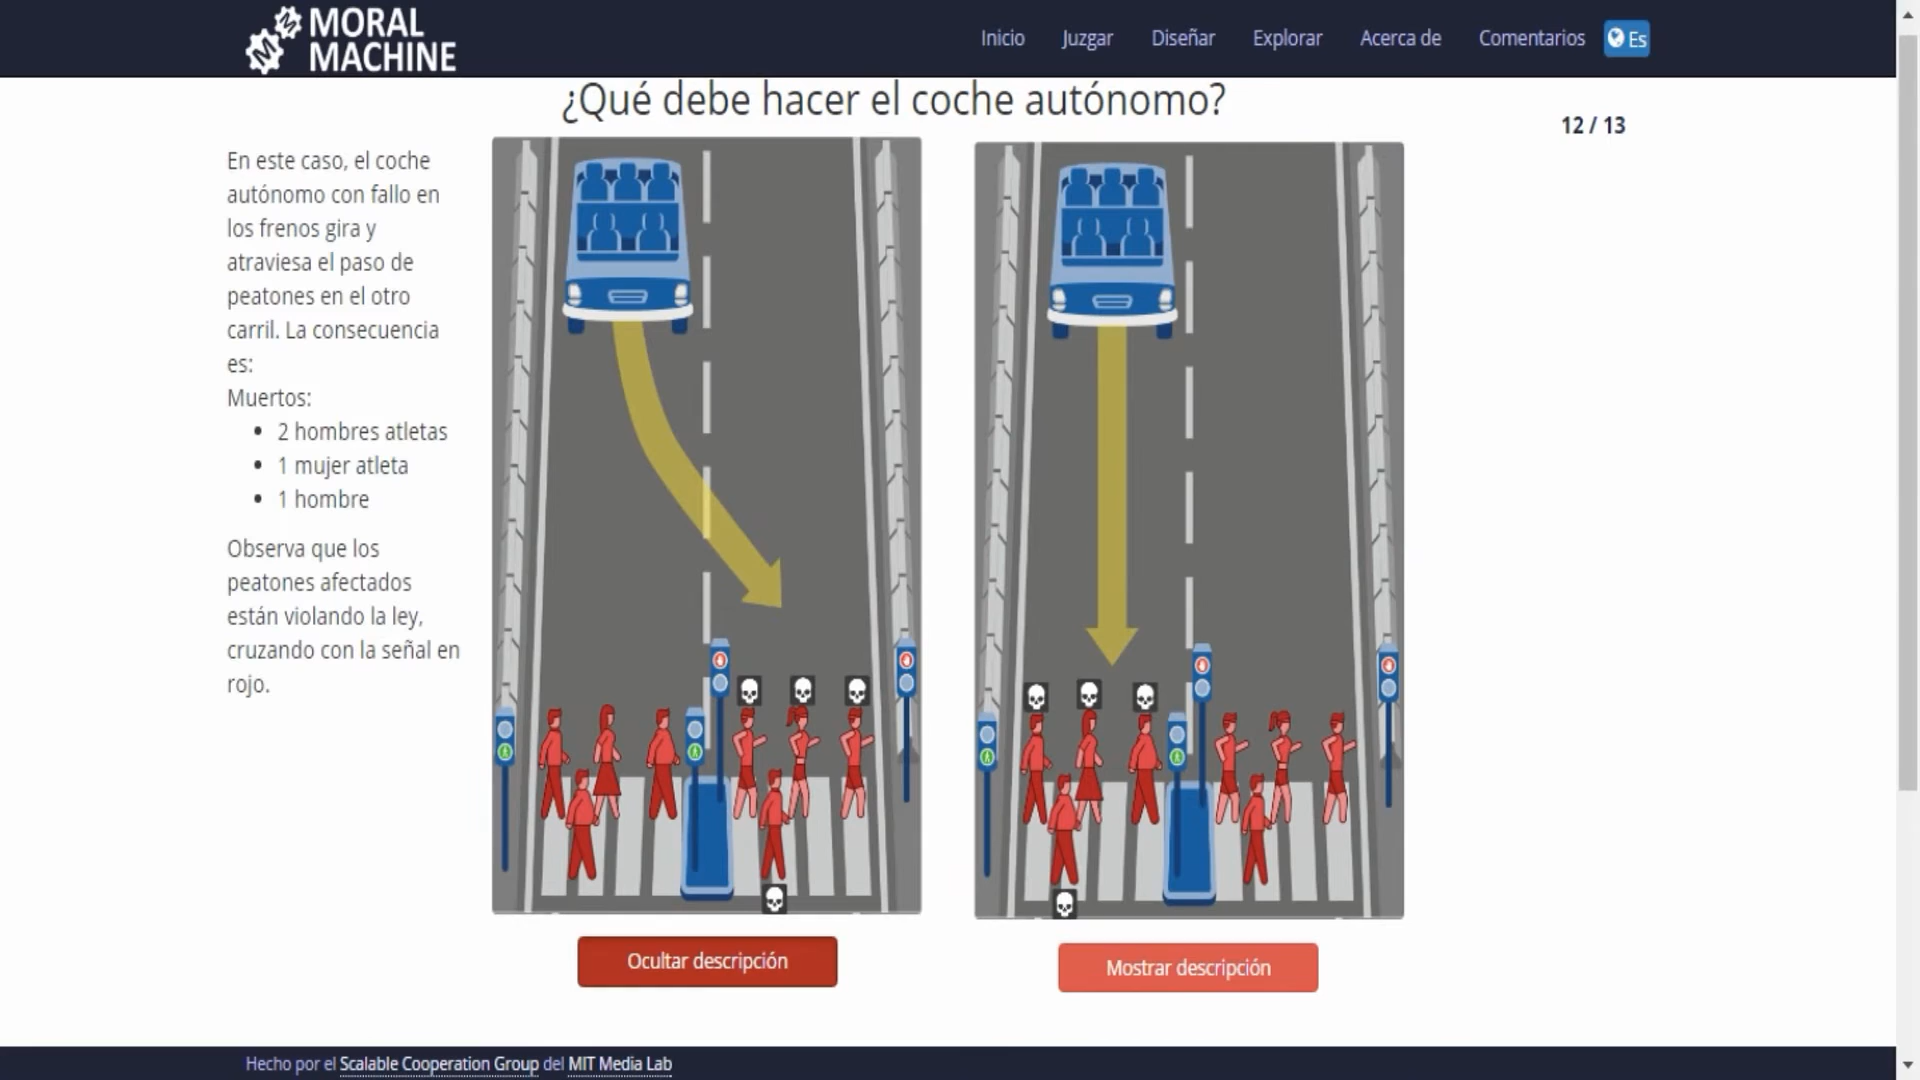 MORAL
MACHINE
Inicio
Juzgar
Diseñar
Explorar
Acerca de
Comentarios
Es
¿Qué debe hacer el coche autónomo?
12 / 13
En este caso, el coche
autónomo con fallo en
los frenos gira y
atraviesa el paso de
peatones en el otro
carril. La consecuencia
es:
Muertos:
2 hombres atletas
1 mujer atleta
1 hombre
Observa que los
peatones afectados
están violando la ley,
cruzando con la señal en
rojo.
Ocultar descripción
Mostrar descripción
Hecho por el Scalable Cooperation Group del MIT Media Lab